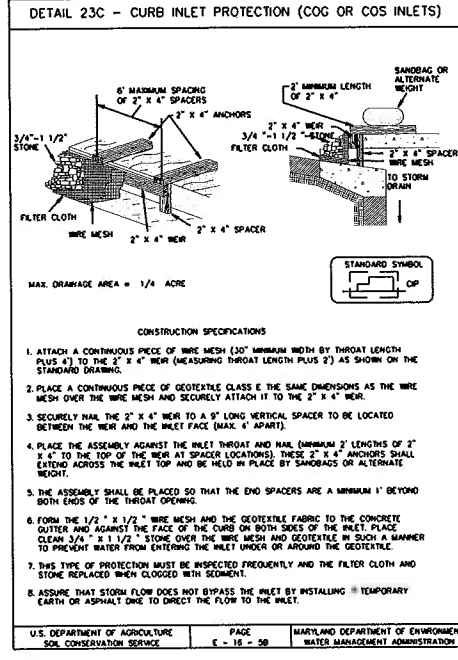 DETAIL 23C - CURB INLET PROTECTION (COG OR COS INLETS)
6' MAXIMUM SPACING
OF 2" X 4" SPACERS
2" X 4" ANCHORS
3/4"-1 1/2"
STONE
FILTER CLOTH
WIRE MESH
2" X 4" WEIR
2" X 4" SPACER
SANDBAG OR
ALTERNATE
WEIGHT
2' MINIMUM LENGTH
OF 2" X 4"
2" X 4" WEIR
3/4 "-1 1/2 " STONE
FILTER CLOTH
2" X 4" SPACER
WIRE MESH
TO STORM
DRAIN
MAX. DRAINAGE AREA = 1/4 ACRE
STANDARD SYMBOL
CIP
CONSTRUCTION SPECIFICATIONS
1. ATTACH A CONTINUOUS PIECE OF WIRE MESH (30" MINIMUM WIDTH BY THROAT LENGTH
PLUS 4') TO THE 2" X 4" WEIR (MEASURING THROAT LENGTH PLUS 2') AS SHOWN ON THE
STANDARD DRAWING.
2. PLACE A CONTINUOUS PIECE OF GEOTEXTILE CLASS E THE SAME DIMENSIONS AS THE WIRE
MESH OVER THE WIRE MESH AND SECURELY ATTACH IT TO THE 2" X 4" WEIR.
3. SECURELY NAIL THE 2" X 4" WEIR TO A 9" LONG VERTICAL SPACER TO BE LOCATED
BETWEEN THE WEIR AND THE INLET FACE (MAX. 4' APART).
4. PLACE THE ASSEMBLY AGAINST THE INLET THROAT AND NAIL (MINIMUM 2' LENGTHS OF 2"
X 4" TO THE TOP OF THE WEIR AT SPACER LOCATIONS). THESE 2" X 4" ANCHORS SHALL
EXTEND ACROSS THE INLET TOP AND BE HELD IN PLACE BY SANDBAGS OR ALTERNATE
WEIGHT.
5. THE ASSEMBLY SHALL BE PLACED SO THAT THE END SPACERS ARE A MINIMUM 1' BEYOND
BOTH ENDS OF THE THROAT OPENING.
6. FORM THE 1/2 " X 1/2 " WIRE MESH AND THE GEOTEXTILE FABRIC TO THE CONCRETE
GUTTER AND AGAINST THE FACE OF THE CURB ON BOTH SIDES OF THE INLET. PLACE
CLEAN 3/4 " X 1 1/2 " STONE OVER THE WIRE MESH AND GEOTEXTILE IN SUCH A MANNER
TO PREVENT WATER FROM ENTERING THE INLET UNDER OR AROUND THE GEOTEXTILE.
7. THIS TYPE OF PROTECTION MUST BE INSPECTED FREQUENTLY AND THE FILTER CLOTH AND
STONE REPLACED WHEN CLOGGED WITH SEDIMENT.
8. ASSURE THAT STORM FLOW DOES NOT BYPASS THE INLET BY INSTALLING TEMPORARY
EARTH OR ASPHALT DIKE TO DIRECT THE FLOW TO THE INLET.
U.S. DEPARTMENT OF AGRICULTURE
SOIL CONSERVATION SERVICE
PAGE
E - 16 - 5B
MARYLAND DEPARTMENT OF ENVIRONMEN
WATER MANAGEMENT ADMINISTRATION